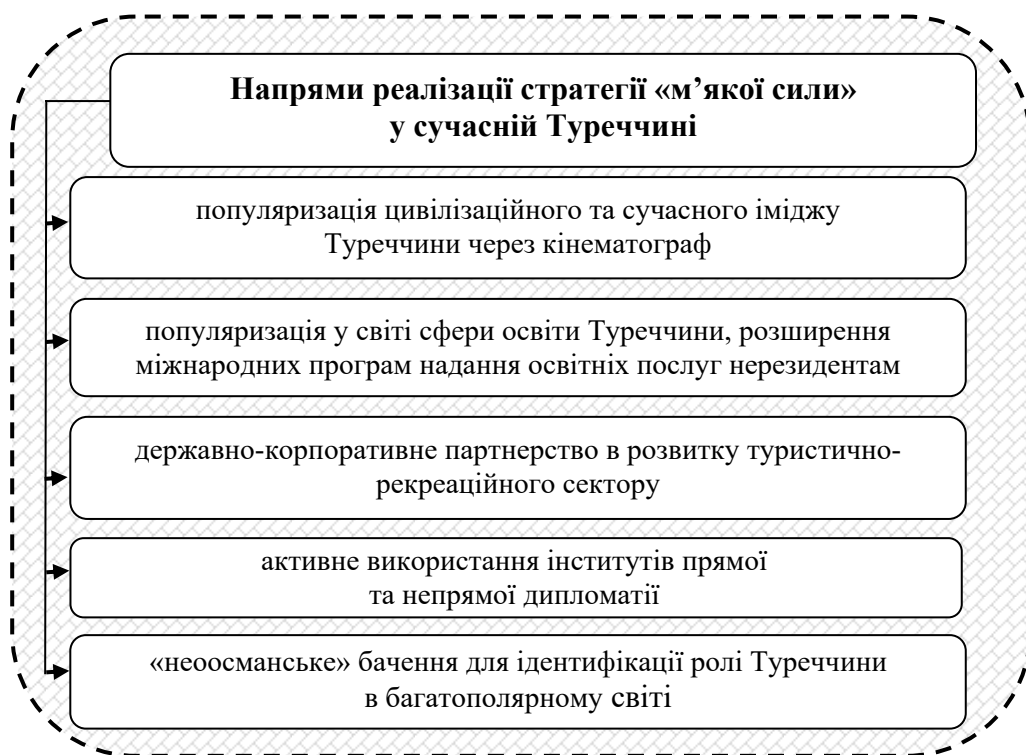 Напрями реалізації стратегії «м’якої сили»
у сучасній Туреччині
популяризація цивілізаційного та сучасного іміджу
Туреччини через кінематограф
популяризація у світі сфери освіти Туреччини, розширення
міжнародних програм надання освітніх послуг нерезидентам
державно-корпоративне партнерство в розвитку туристично-
рекреаційного сектору
активне використання інститутів прямої
та непрямої дипломатії
«неоосманське» бачення для ідентифікації ролі Туреччини
в багатополярному світі